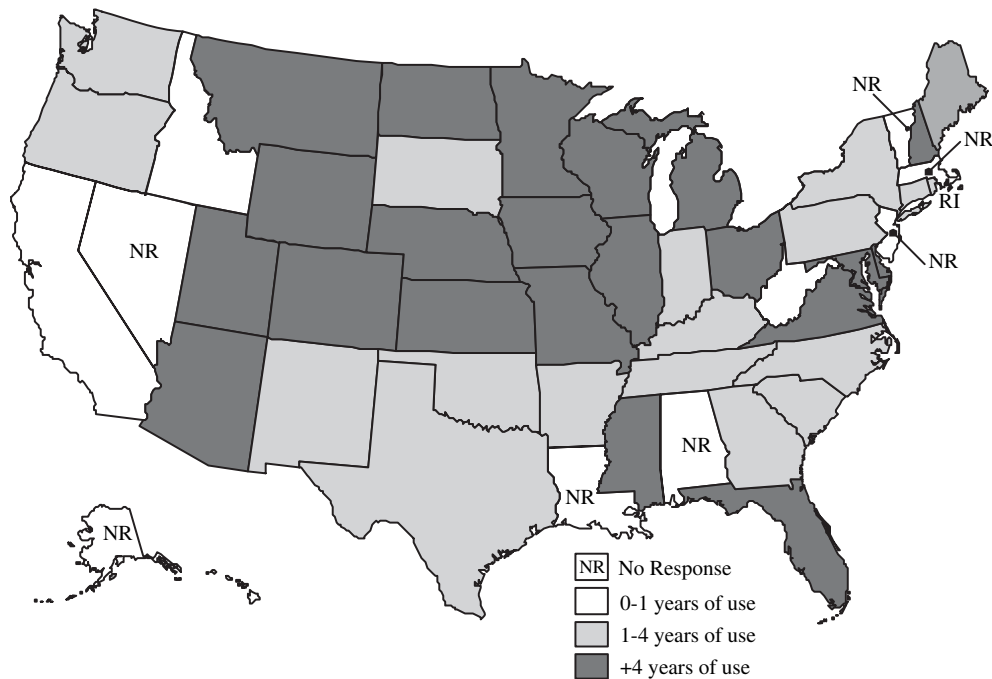 NR
NR
RI
NR
NR
NR
NR
NR
NR No Response
0-1 years of use
1-4 years of use
+4 years of use